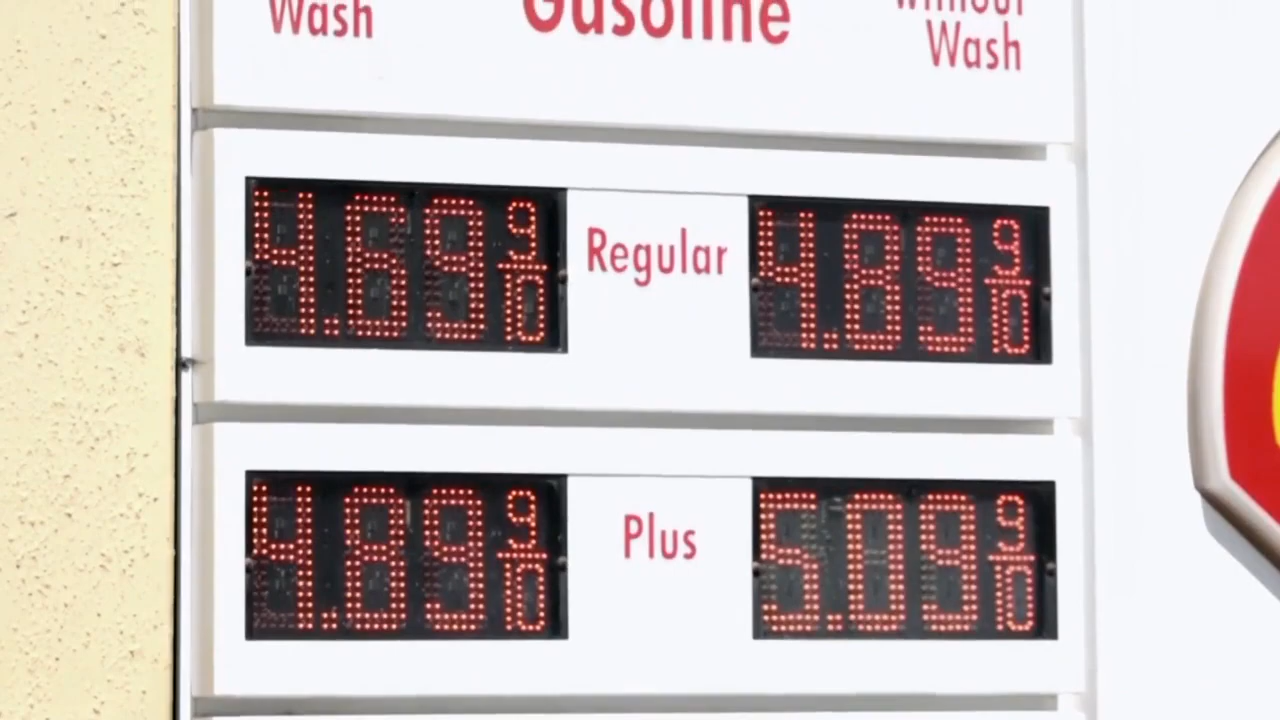 Wash
Gasoline
Without
Wash
4.69 9/10 Regular 4.89 9/10
4.89 9/10 Plus 5.09 9/10